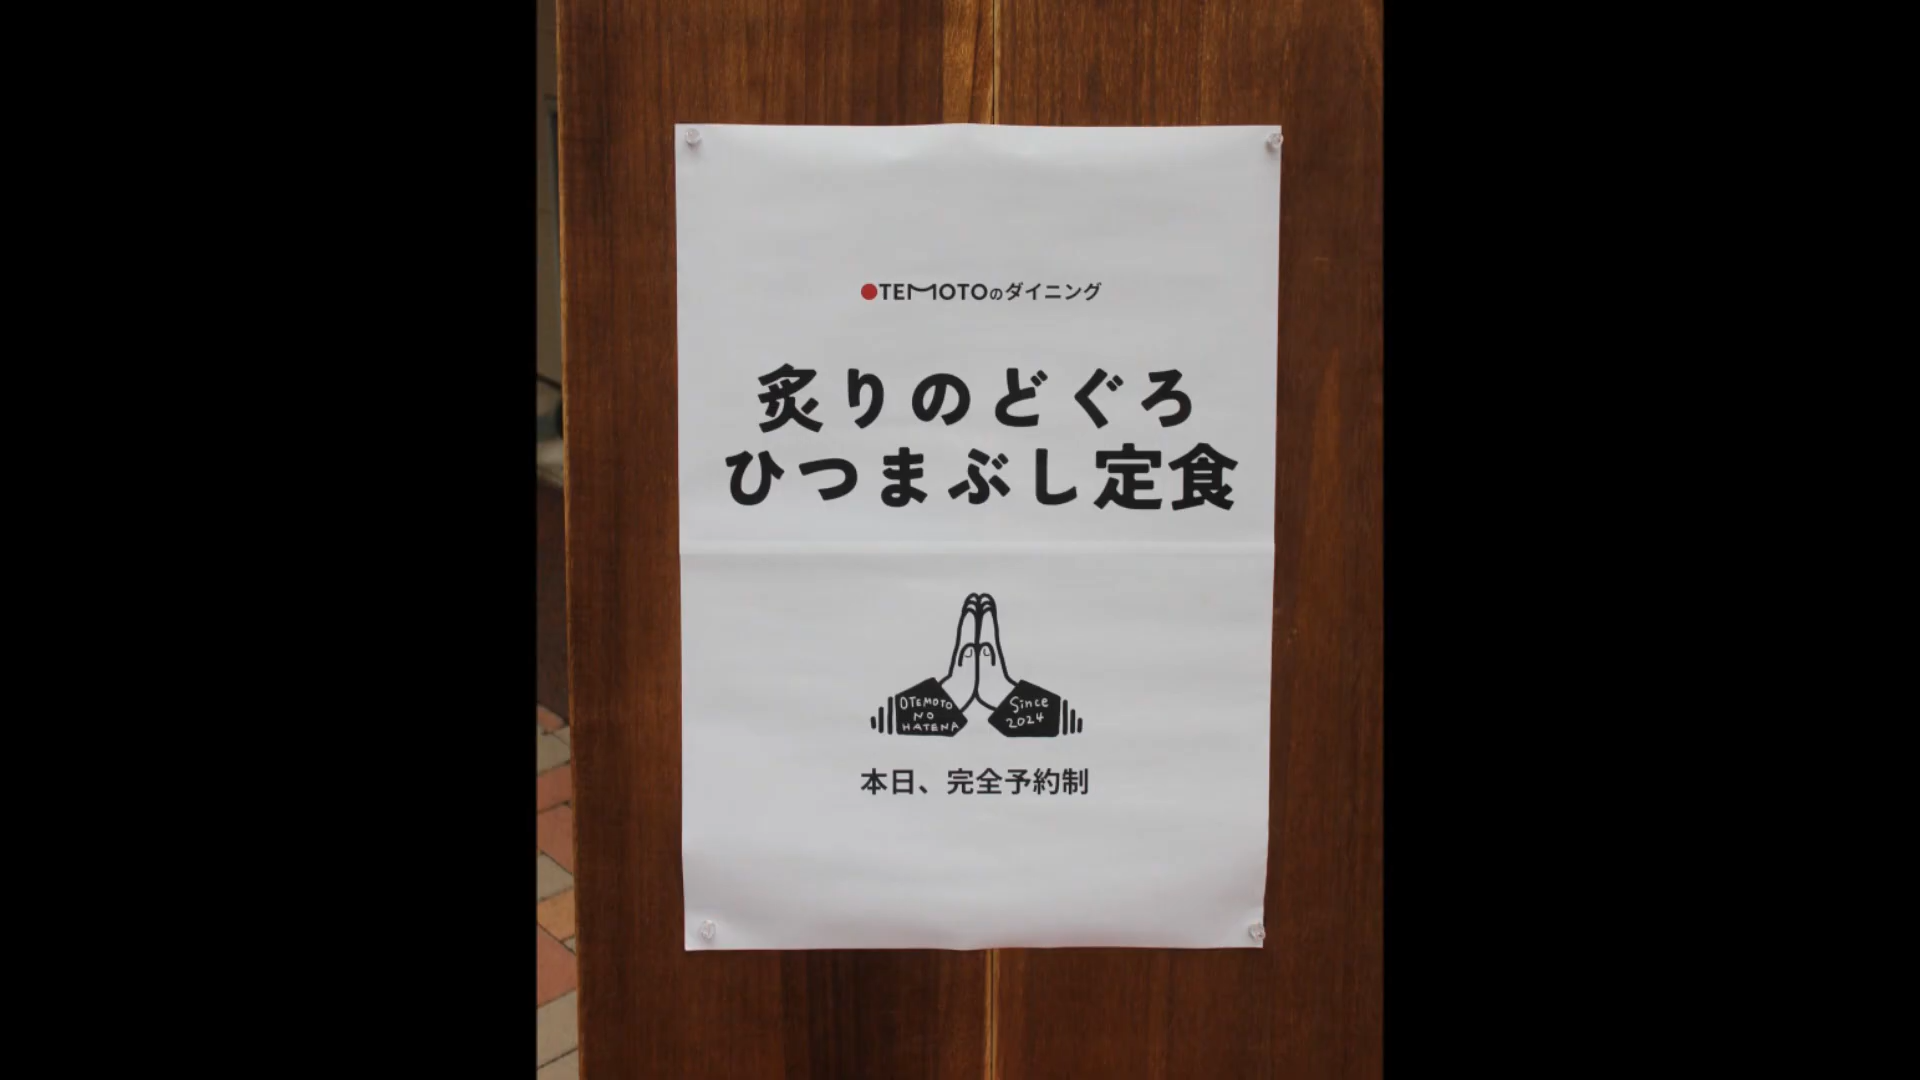 OTEMOTOのダイニング
炙りのどぐろ
ひつまぶし定食
OTEMOTO
NO
HATENA
Since
2024
本日、完全予約制